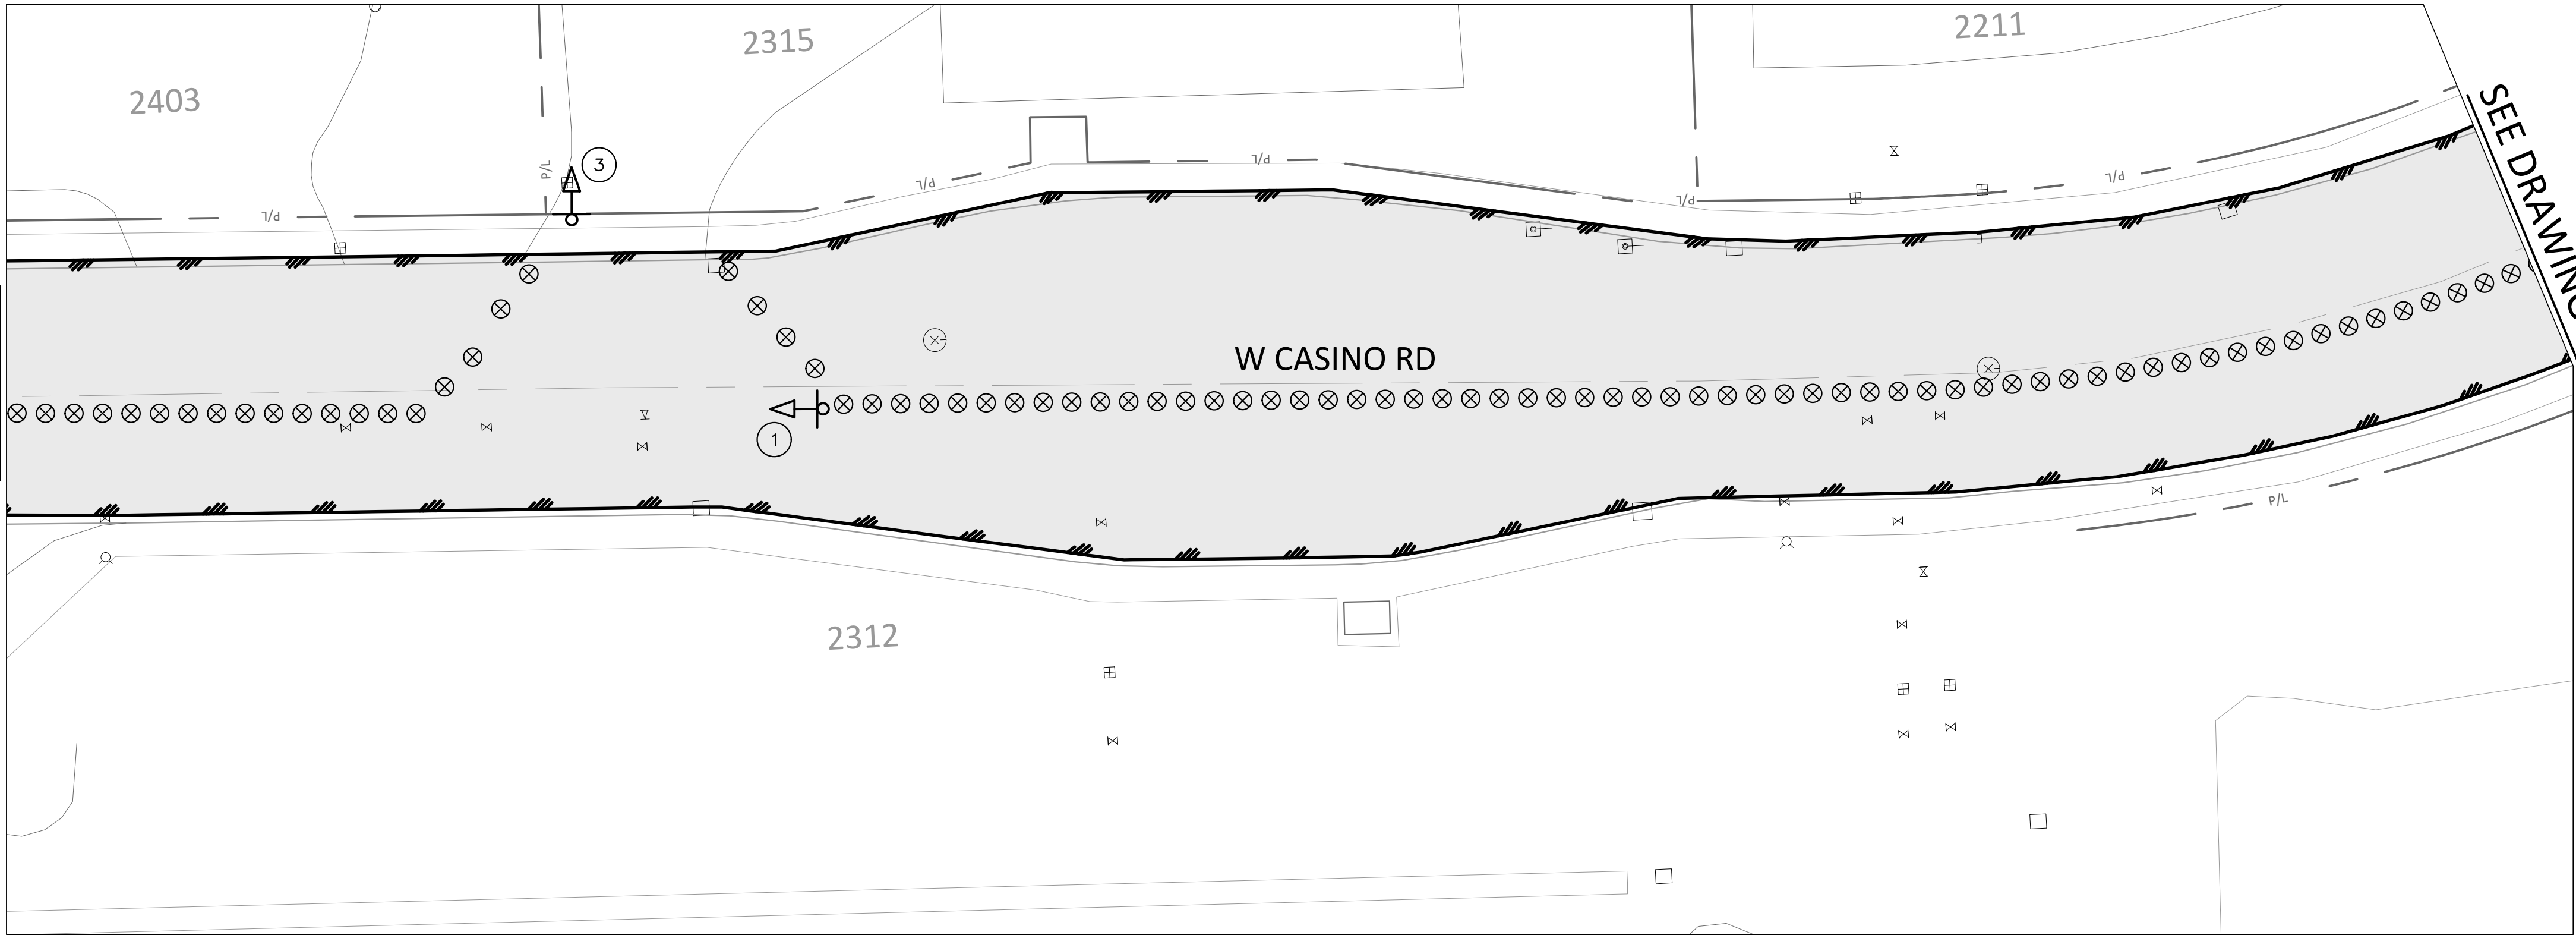 2315
2211
2403
P/L
3
P/L
P/L
P/L
P/L
P/L
P/L
SEE DRAWING
W CASINO RD
1
P/L
2312